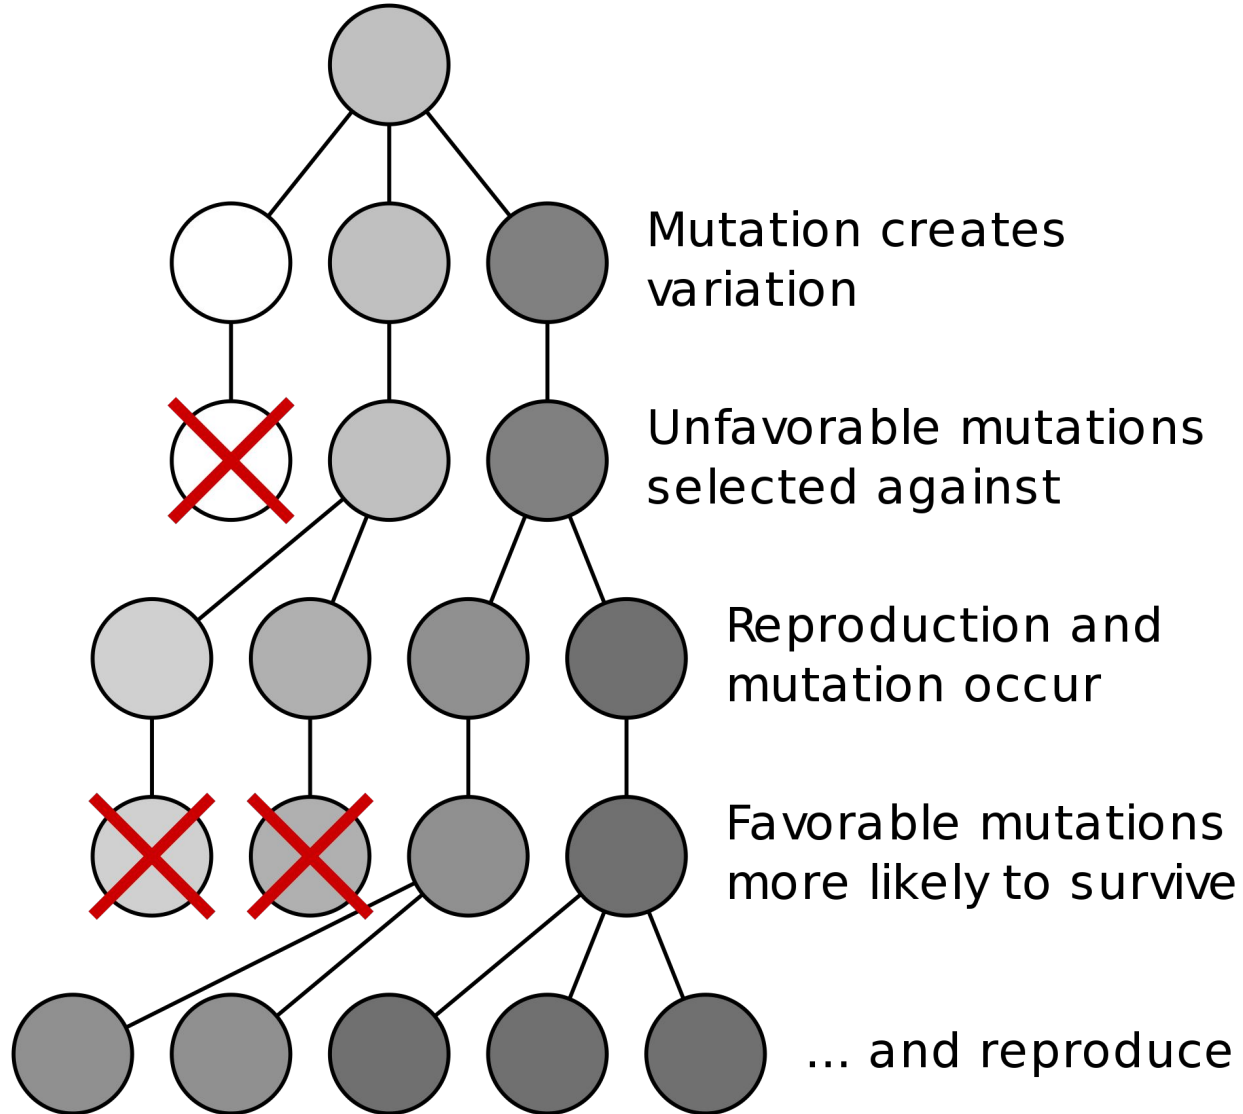 Mutation creates
variation
Unfavorable mutations
selected against
Reproduction and
mutation occur
Favorable mutations
more likely to survive
... and reproduce